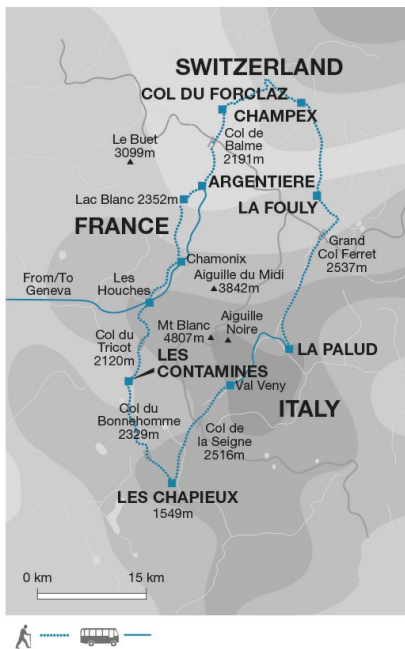 SWITZERLAND
COL DU FORCLAZ
CHAMPEX
Le Buet
3099m
Col de
Balme
2191m
ARGENTIERE
Lac Blanc 2352m
LA FOULY
FRANCE
Grand
Col Ferret
2537m
Chamonix
From/To
Geneva
Les
Houches
Aiguille du Midi
3842m
Mt Blanc
4807m
Aiguille
Noire
Col du
Tricot
2120m
LES
CONTAMINES
LA PALUD
Val Veny
ITALY
Col du
Bonnehomme
2329m
Col de
la Seigne
2516m
LES CHAPIEUX
1549m
0 km
15 km